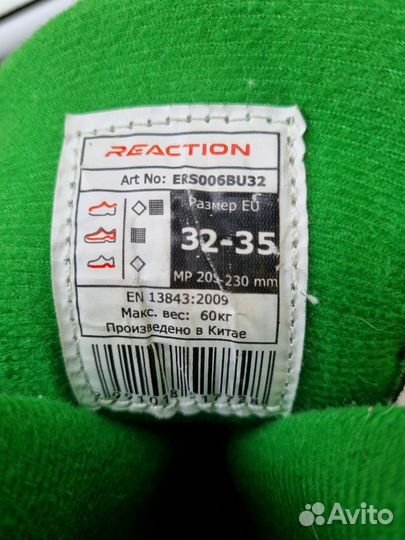 REACTION
Art No: ERS006BU32
Размер EU
32-35
MP 205-230 mm
EN 13843:2009
Макс. вес: 60кг
Произведено в Китае
Avito